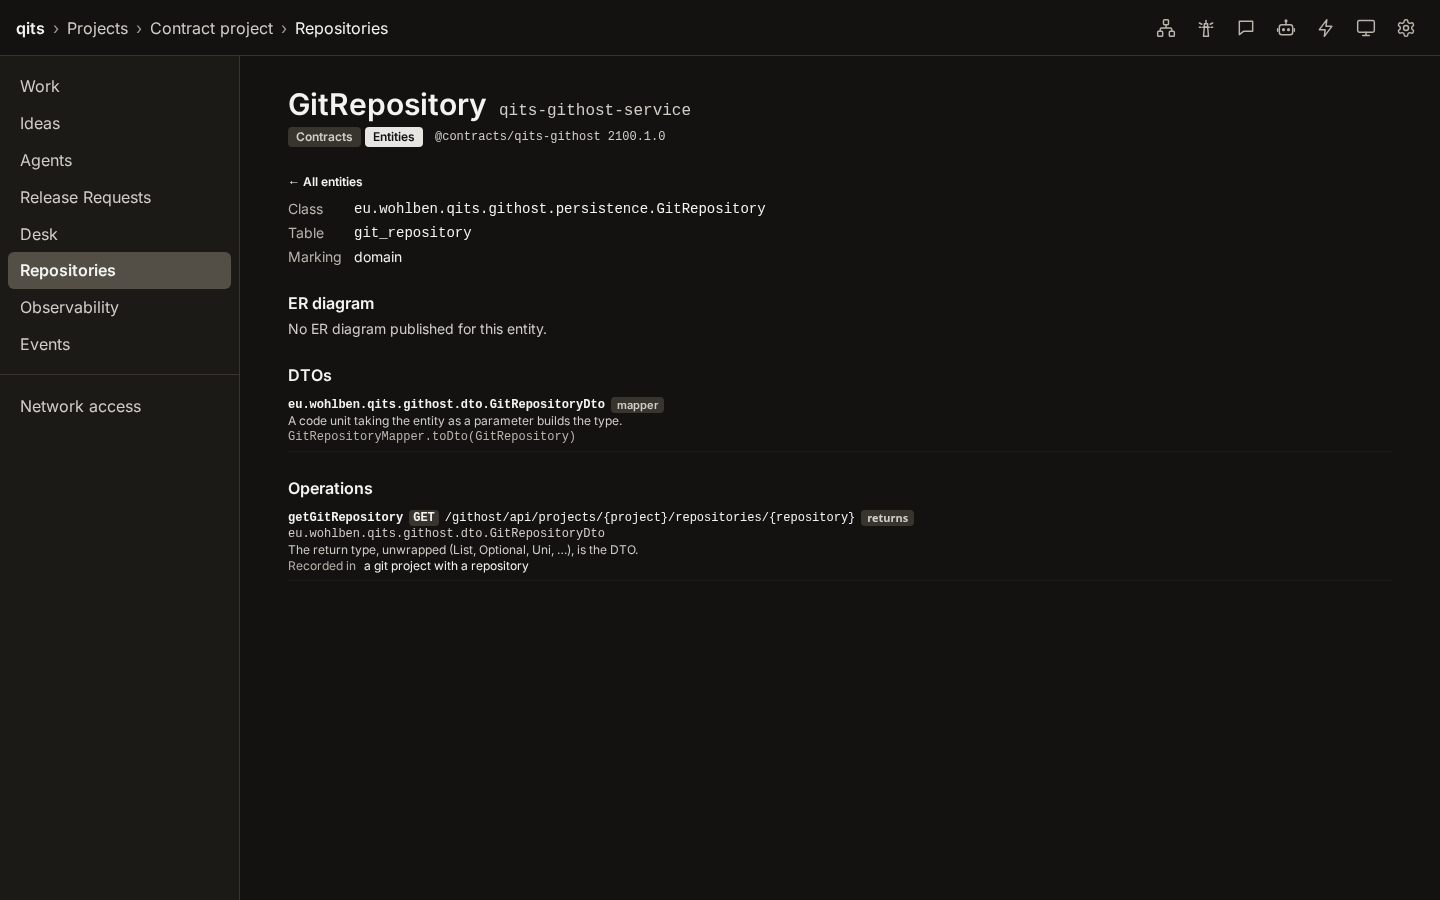 qits › Projects › Contract project › Repositories
Work
Ideas
Agents
Release Requests
Desk
Repositories
Observability
Events
Network access
GitRepository qits-githost-service
Contracts Entities @contracts/qits-githost 2100.1.0
← All entities
Class eu.wohlben.qits.githost.persistence.GitRepository
Table git_repository
Marking domain
ER diagram
No ER diagram published for this entity.
DTOs
eu.wohlben.qits.githost.dto.GitRepositoryDto mapper
A code unit taking the entity as a parameter builds the type.
GitRepositoryMapper.toDto(GitRepository)
Operations
getGitRepository GET /githost/api/projects/{project}/repositories/{repository} returns
eu.wohlben.qits.githost.dto.GitRepositoryDto
The return type, unwrapped (List, Optional, Uni, …), is the DTO.
Recorded in a git project with a repository